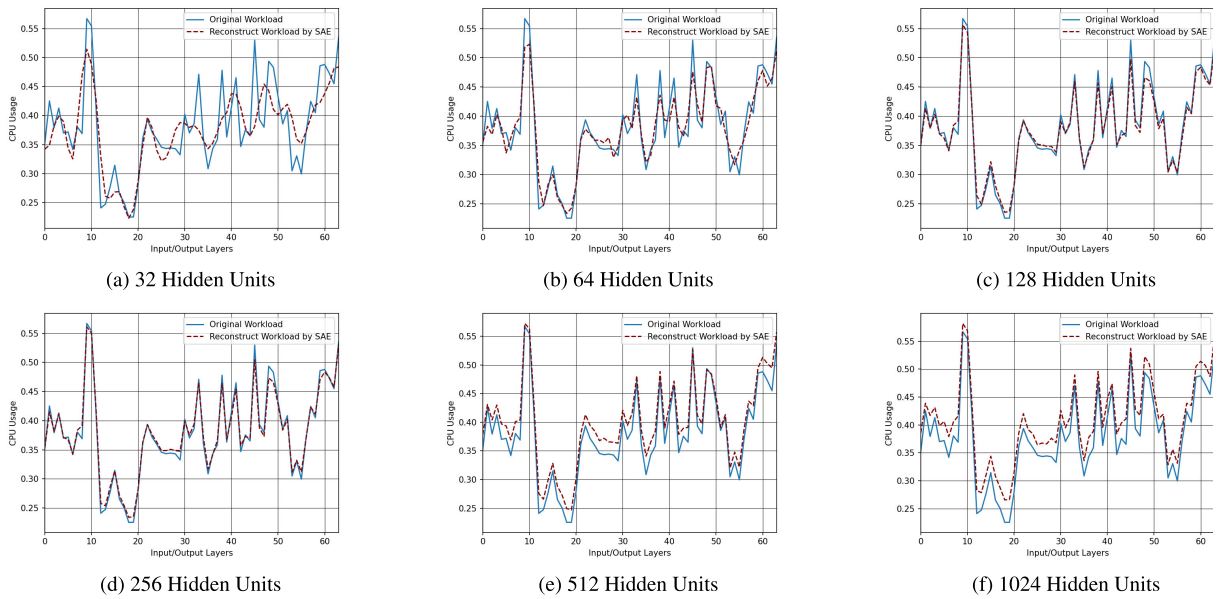 0.55
0.50
0.45
0.40
0.35
0.30
0.25
CPU Usage
Original Workload
Reconstruct Workload by SAE
0 10 20 30 40 50 60
Input/Output Layers
(a) 32 Hidden Units
0.55
0.50
0.45
0.40
0.35
0.30
0.25
CPU Usage
Original Workload
Reconstruct Workload by SAE
0 10 20 30 40 50 60
Input/Output Layers
(b) 64 Hidden Units
0.55
0.50
0.45
0.40
0.35
0.30
0.25
CPU Usage
Original Workload
Reconstruct Workload by SAE
0 10 20 30 40 50 60
Input/Output Layers
(c) 128 Hidden Units
0.55
0.50
0.45
0.40
0.35
0.30
0.25
CPU Usage
Original Workload
Reconstruct Workload by SAE
0 10 20 30 40 50 60
Input/Output Layers
(d) 256 Hidden Units
0.55
0.50
0.45
0.40
0.35
0.30
0.25
CPU Usage
Original Workload
Reconstruct Workload by SAE
0 10 20 30 40 50 60
Input/Output Layers
(e) 512 Hidden Units
0.55
0.50
0.45
0.40
0.35
0.30
0.25
CPU Usage
Original Workload
Reconstruct Workload by SAE
0 10 20 30 40 50 60
Input/Output Layers
(f) 1024 Hidden Units